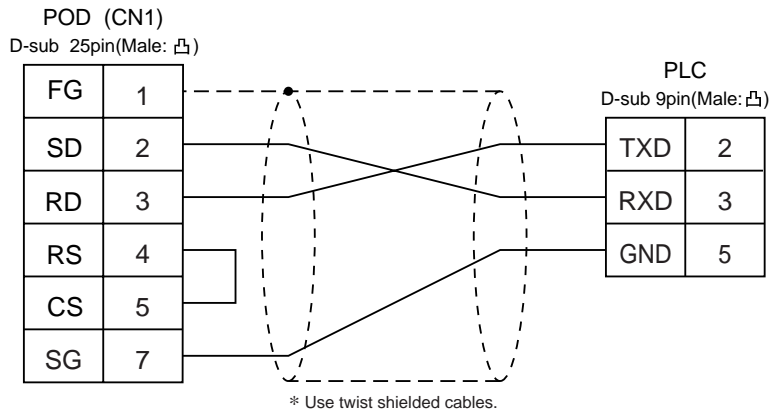 POD (CN1)
D-sub 25pin(Male: 凸)
FG 1
SD 2
RD 3
RS 4
CS 5
SG 7
PLC
D-sub 9pin(Male:凸)
TXD 2
RXD 3
GND 5
* Use twist shielded cables.